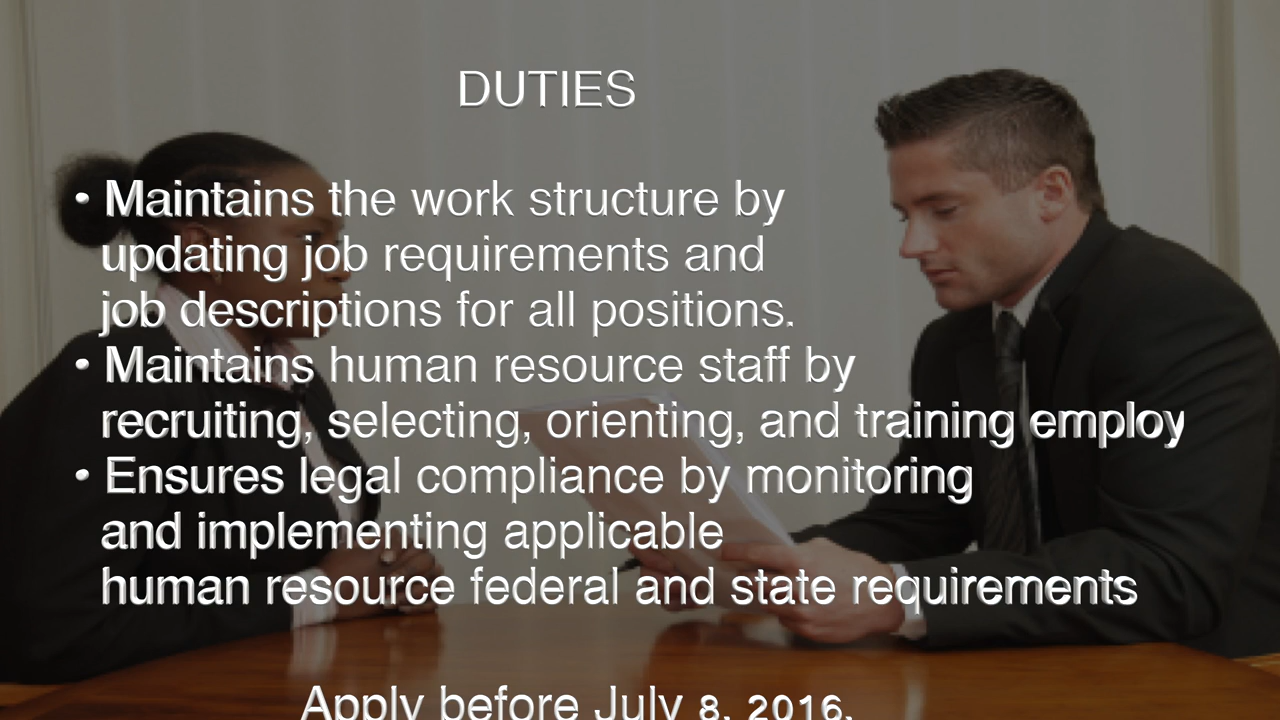 DUTIES
• Maintains the work structure by
updating job requirements and
job descriptions for all positions.
• Maintains human resource staff by
recruiting, selecting, orienting, and training employ
• Ensures legal compliance by monitoring
and implementing applicable
human resource federal and state requirements
Apply before July 8, 2016.